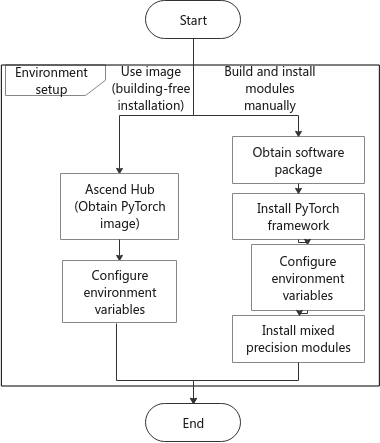 Start
Environment
setup
Use image
(building-free
installation)
Build and install
modules
manually
Obtain software
package
Ascend Hub
(Obtain PyTorch
image)
Install PyTorch
framework
Configure
environment
variables
Configure
environment
variables
Install mixed
precision modules
End